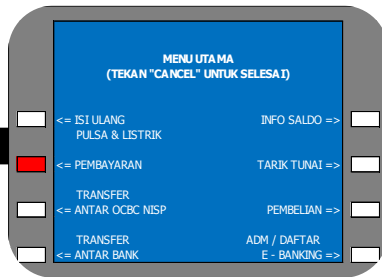 MENU UTAMA
(TEKAN "CANCEL" UNTUK SELESAI)
<= ISI ULANG INFO SALDO =>
PULSA & LISTRIK
<= PEMBAYARAN TARIK TUNAI =>
TRANSFER
<= ANTAR OCBC NISP PEMBELIAN =>
TRANSFER ADM / DAFTAR
<= ANTAR BANK E - BANKING =>